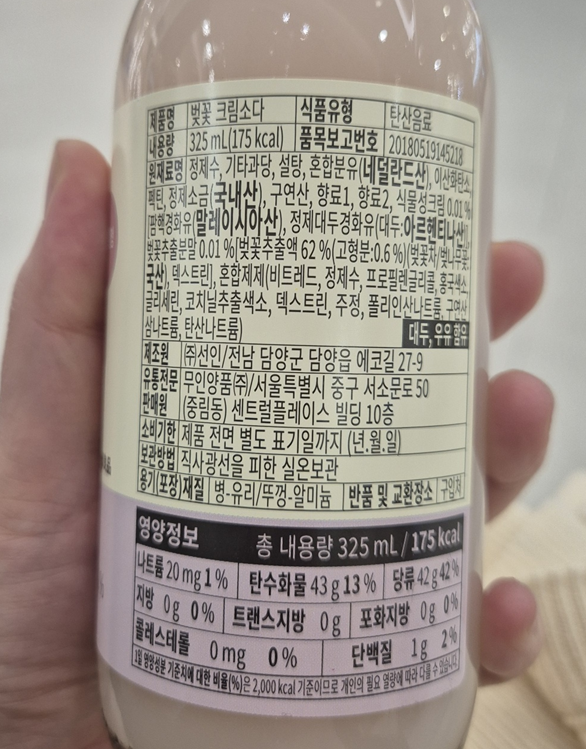 제품명 벚꽃 크림소다 식품유형 탄산음료
내용량 325 mL(175 kcal) 품목보고번호 20180519145218
원재료명 정제수, 기타과당, 설탕, 혼합분유(네덜란드산), 이산화탄소,
펙틴, 정제소금(국내산), 구연산, 향료1, 향료2, 식물성크림 0.01 %
[팜핵경화유(말레이시아산), 정제대두경화유(대두:아르헨티나산)],
벚꽃추출분말 0.01 %[벚꽃추출액 62 %(고형분:0.6 %)(벚꽃잎/벚나무꽃:
국산), 덱스트린, 혼합제제(비트레드, 정제수, 프로필렌글리콜, 홍국색소,
글리세린, 코치닐추출색소, 덱스트린, 주정, 폴리인산나트륨, 구연산
삼나트륨, 탄산나트륨)
대두, 우유 함유
제조원 ㈜선인/전남 담양군 담양읍 에코길 27-9
유통전문판매원 무인양품㈜/서울특별시 중구 서소문로 50
(중림동) 센트럴플레이스 빌딩 10층
소비기한 제품 전면 별도 표기일까지 (년.월.일)
보관방법 직사광선을 피한 실온보관
용기(포장)재질 병-유리/뚜껑-알미늄 반품 및 교환장소 구입처
영양정보 총 내용량 325 mL / 175 kcal
나트륨 20 mg 1 % 탄수화물 43 g 13 % 당류 42 g 42 %
지방 0 g 0 % 트랜스지방 0 g 포화지방 0 g 0 %
콜레스테롤 0 mg 0 % 단백질 1 g 2 %
1일 영양성분 기준치에 대한 비율(%)은 2,000 kcal 기준이므로 개인의 필요 열량에 따라 다를 수 있습니다.